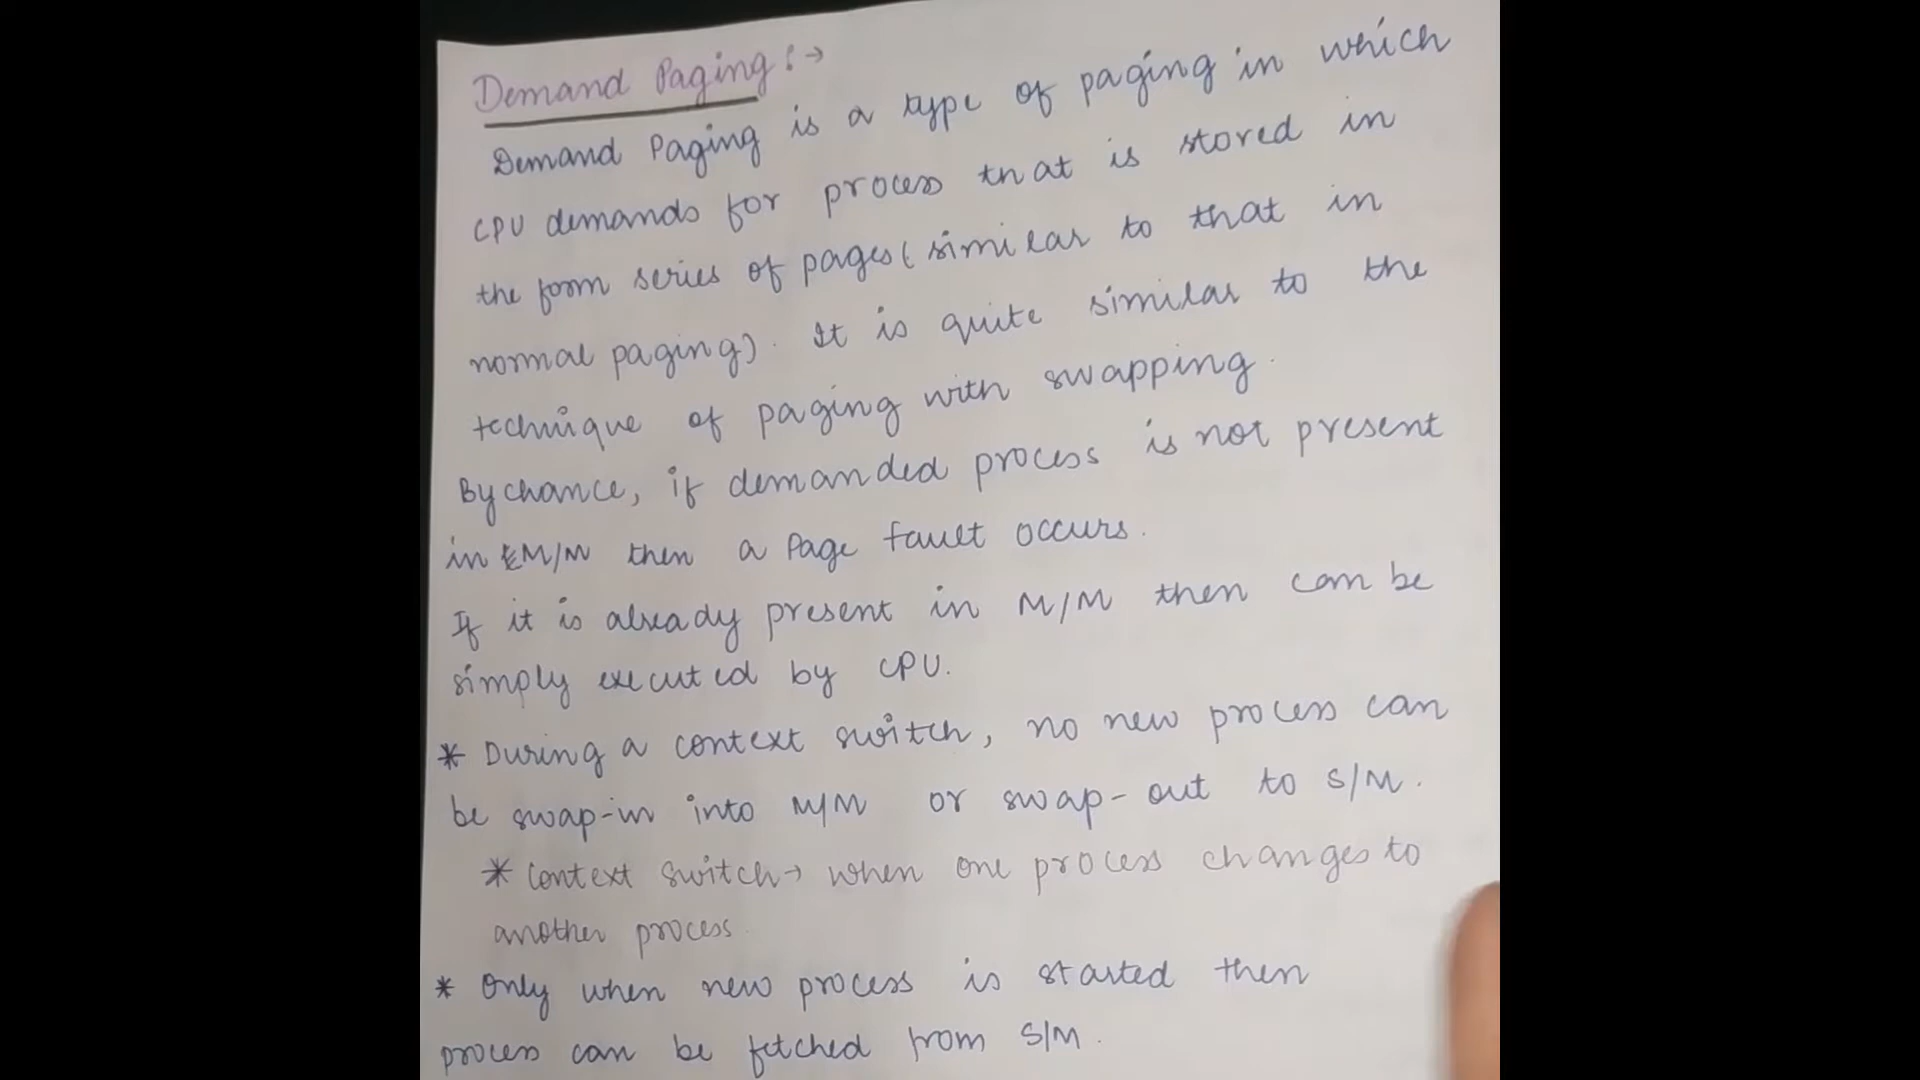 Demand Paging :→
Demand Paging is a type of paging in which
CPU demands for process that is stored in
the form series of pages ( similar to that in
normal paging). It is quite similar to the
technique of paging with swapping.
By chance, if demanded process is not present
in M/M then a Page fault occurs.
If it is already present in M/M then can be
simply executed by CPU.
* During a context switch, no new process can
be swap-in into M/M or swap-out to S/M.
* Context switch→ when one process changes to
another process.
* Only when new process is started then
process can be fetched from S/M.